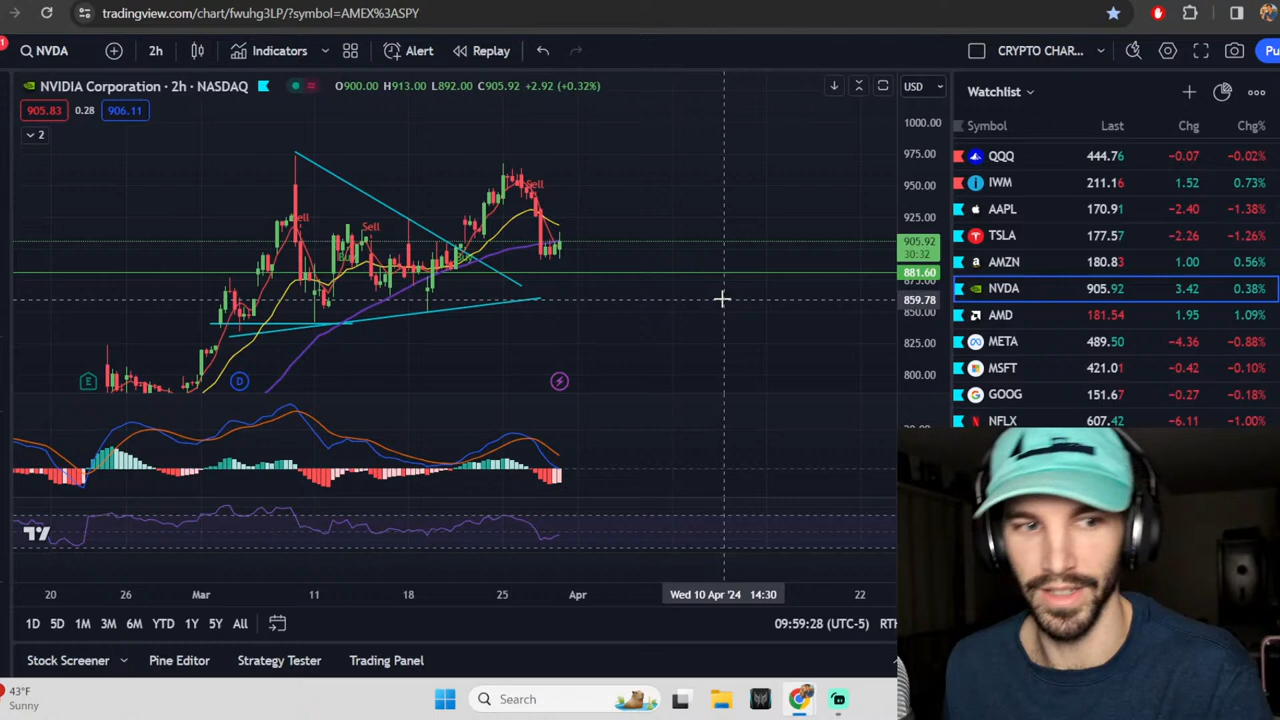 tradingview.com/chart/fwuhg3LP/?symbol=AMEX%3ASPY
NVDA 2h Indicators Alert Replay CRYPTO CHAR... Pu
NVIDIA Corporation · 2h · NASDAQ O900.00 H913.00 L892.00 C905.92 +2.92 (+0.32%) USD
905.83 0.28 906.11
2
1000.00
975.00
950.00
925.00
905.92
30:32
881.60
859.78
850.00
825.00
800.00
Sell
Sell
Sell
E
D
20 26 Mar 11 18 25 Apr Wed 10 Apr '24 14:30 22
1D 5D 1M 3M 6M YTD 1Y 5Y All 09:59:28 (UTC-5) RTH
Stock Screener Pine Editor Strategy Tester Trading Panel
Watchlist
Symbol Last Chg Chg%
QQQ 444.76 −0.07 −0.02%
IWM 211.16 1.52 0.73%
AAPL 170.91 −2.40 −1.38%
TSLA 177.57 −2.26 −1.26%
AMZN 180.83 1.00 0.56%
NVDA 905.92 3.42 0.38%
AMD 181.54 1.95 1.09%
META 489.50 −4.36 −0.88%
MSFT 421.01 −0.42 −0.10%
GOOG 151.67 −0.27 −0.18%
NFLX 607.42 −6.11 −1.00%
43°F
Sunny
Search